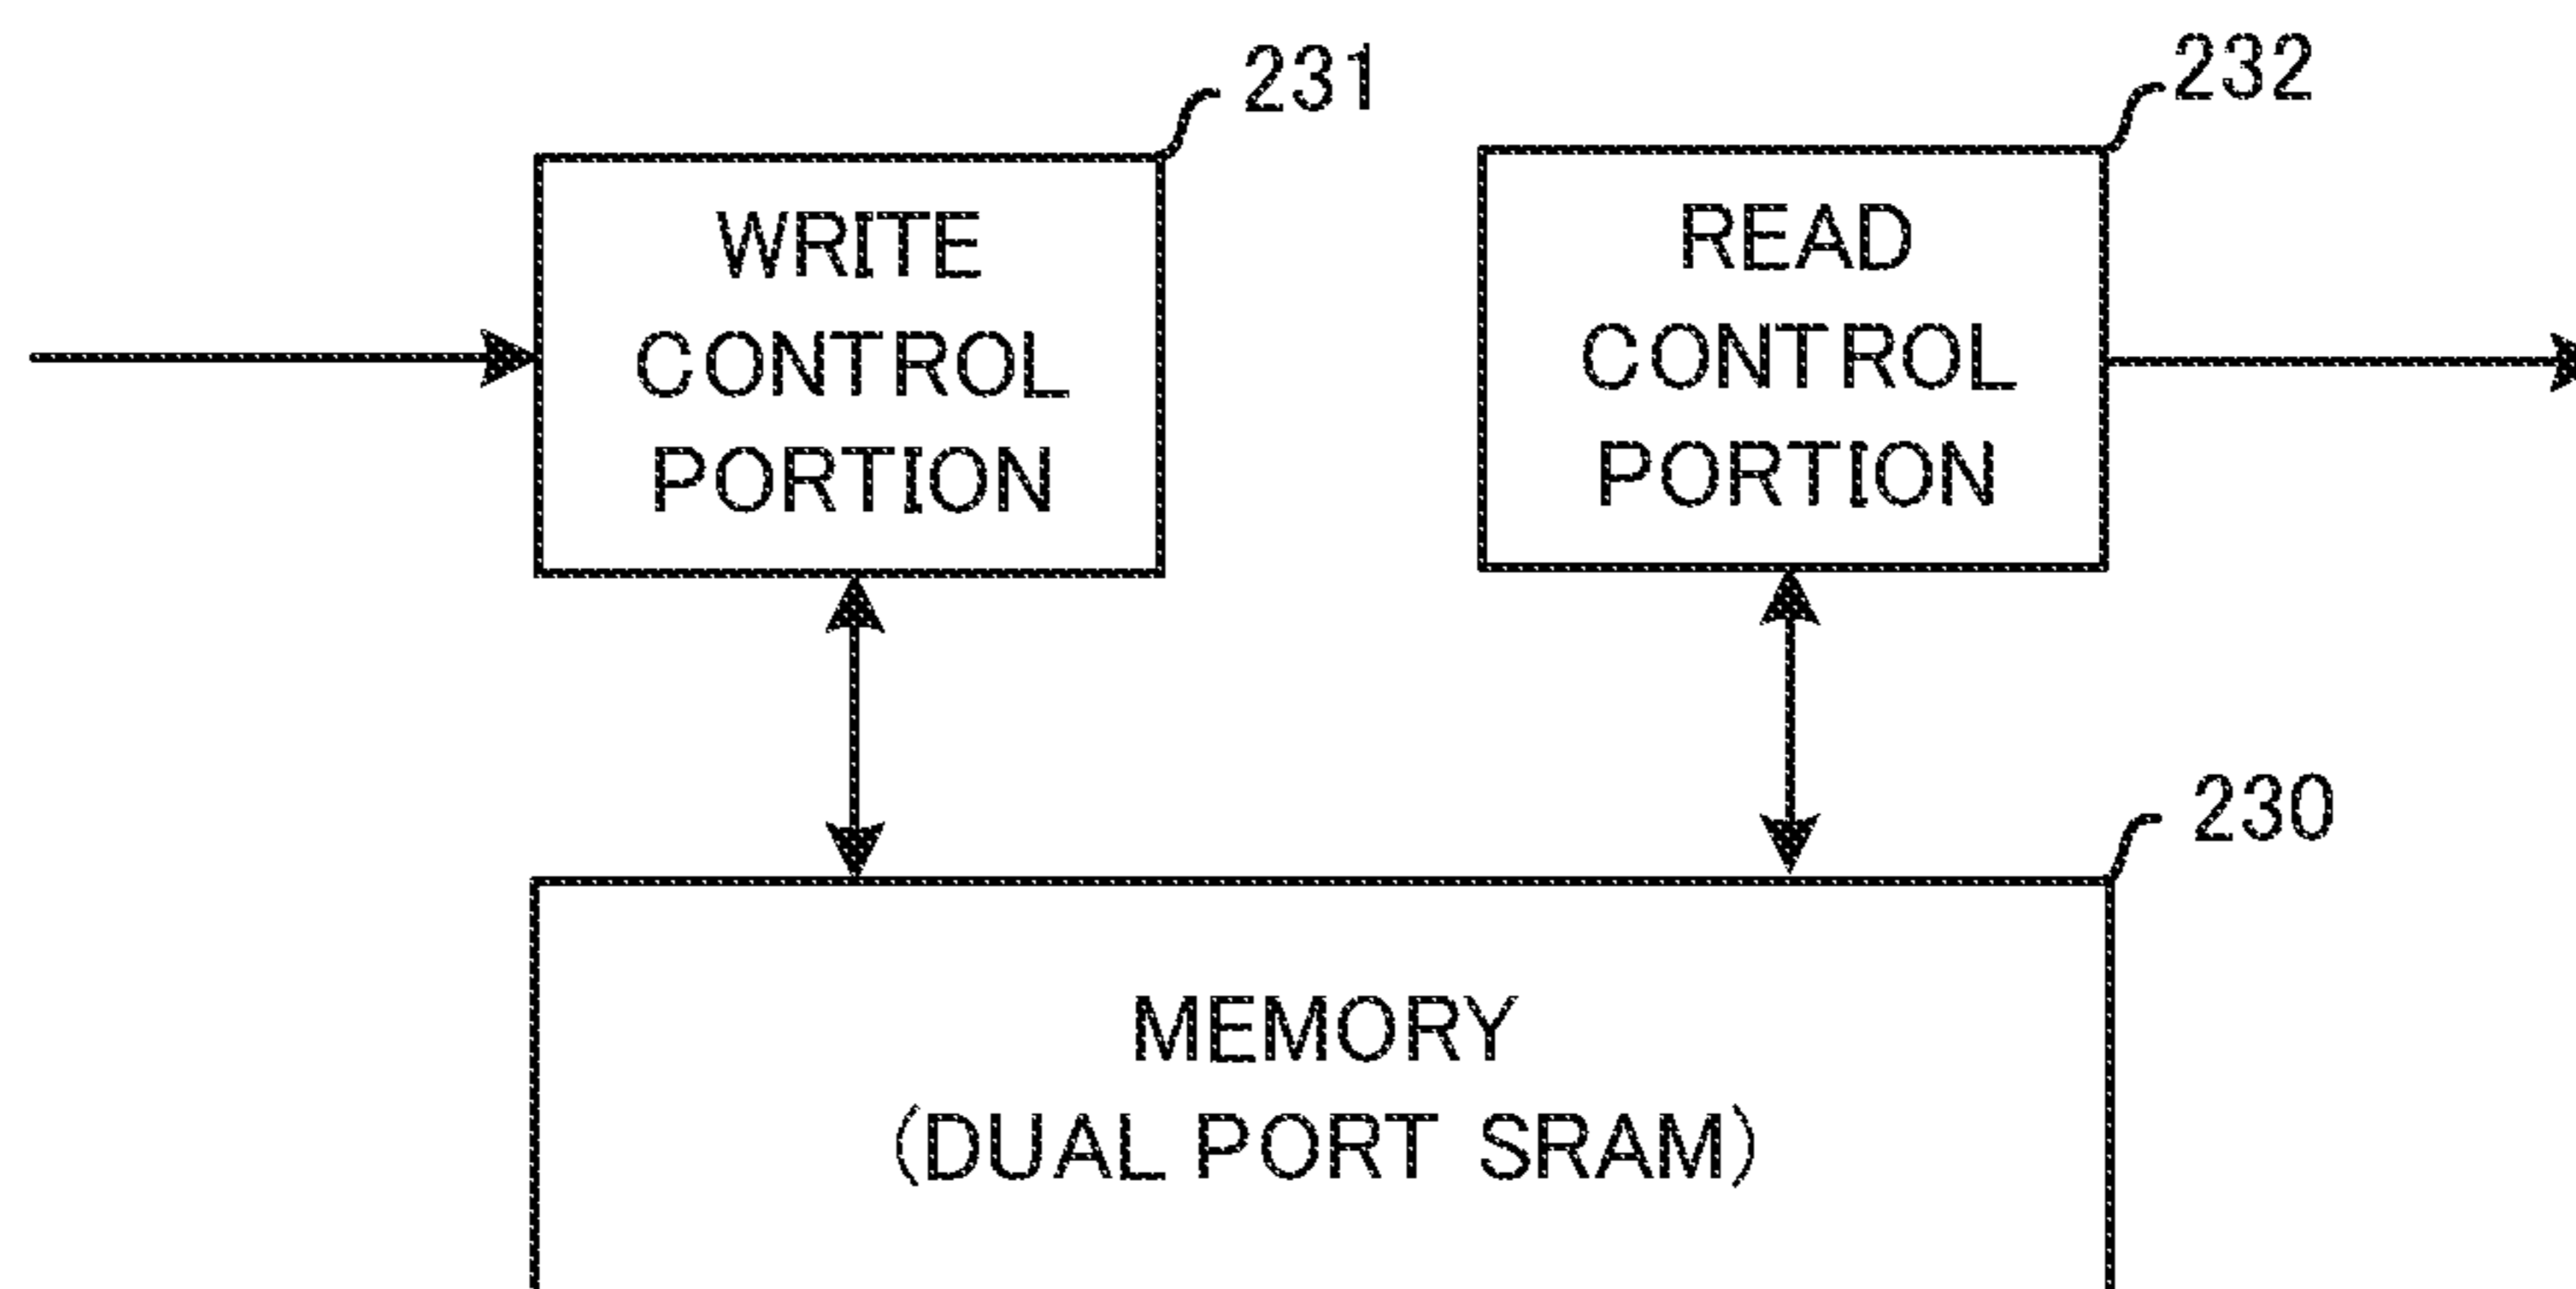 231
WRITE
CONTROL
PORTION
232
READ
CONTROL
PORTION
230
MEMORY
(DUAL PORT SRAM)